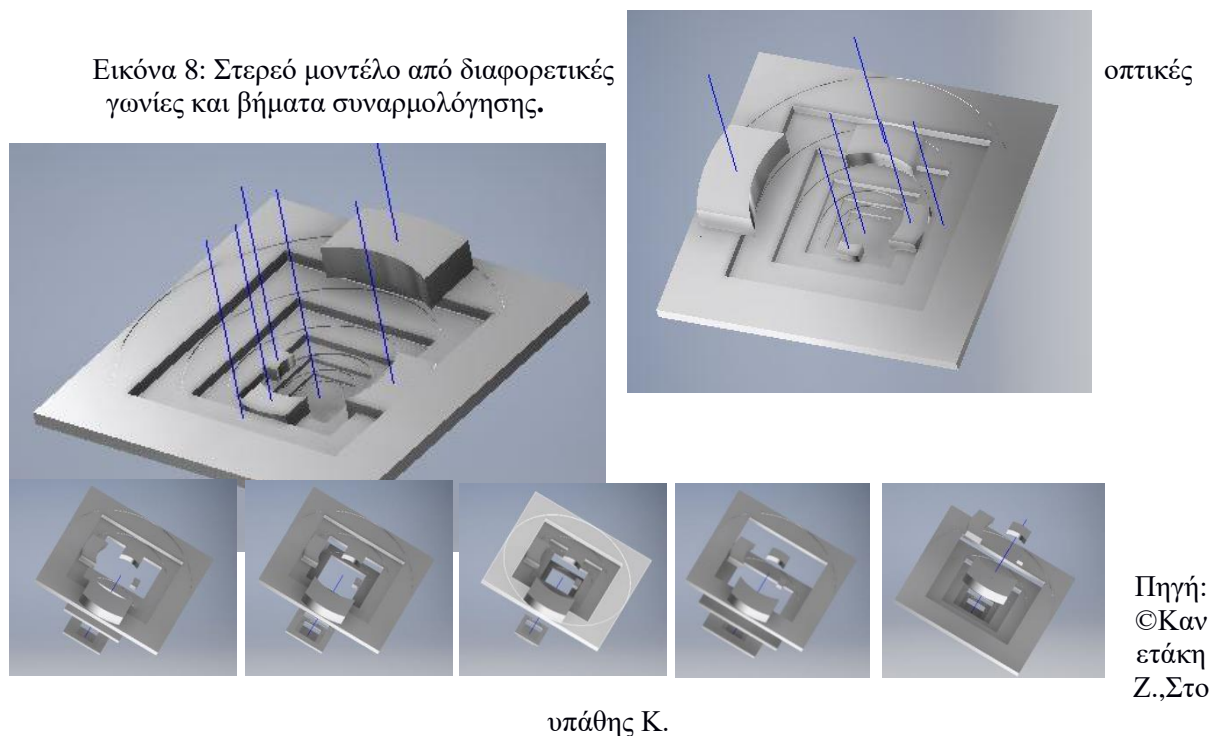 Εικόνα 8: Στερεό μοντέλο από διαφορετικές οπτικές
γωνίες και βήματα συναρμολόγησης.
Πηγή:
©Καν
ετάκη
Ζ.,Στο
υπάθης Κ.